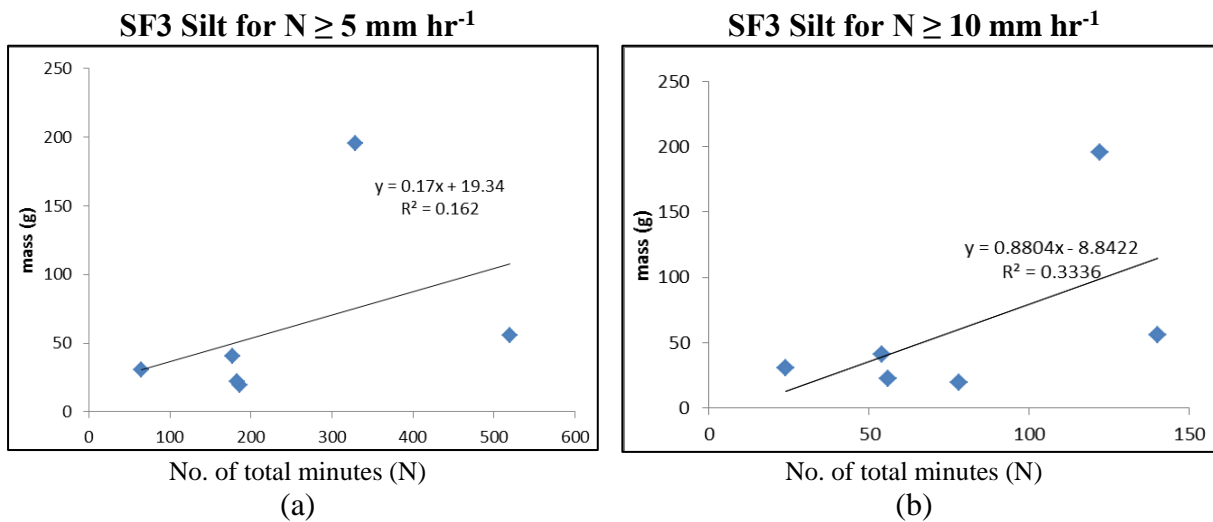 SF3 Silt for N ≥ 5 mm hr⁻¹
250
200
150
100
50
0
mass (g)
y = 0.17x + 19.34
R² = 0.162
0 100 200 300 400 500 600
No. of total minutes (N)
(a)
SF3 Silt for N ≥ 10 mm hr⁻¹
250
200
150
100
50
0
mass (g)
y = 0.8804x - 8.8422
R² = 0.3336
0 50 100 150
No. of total minutes (N)
(b)